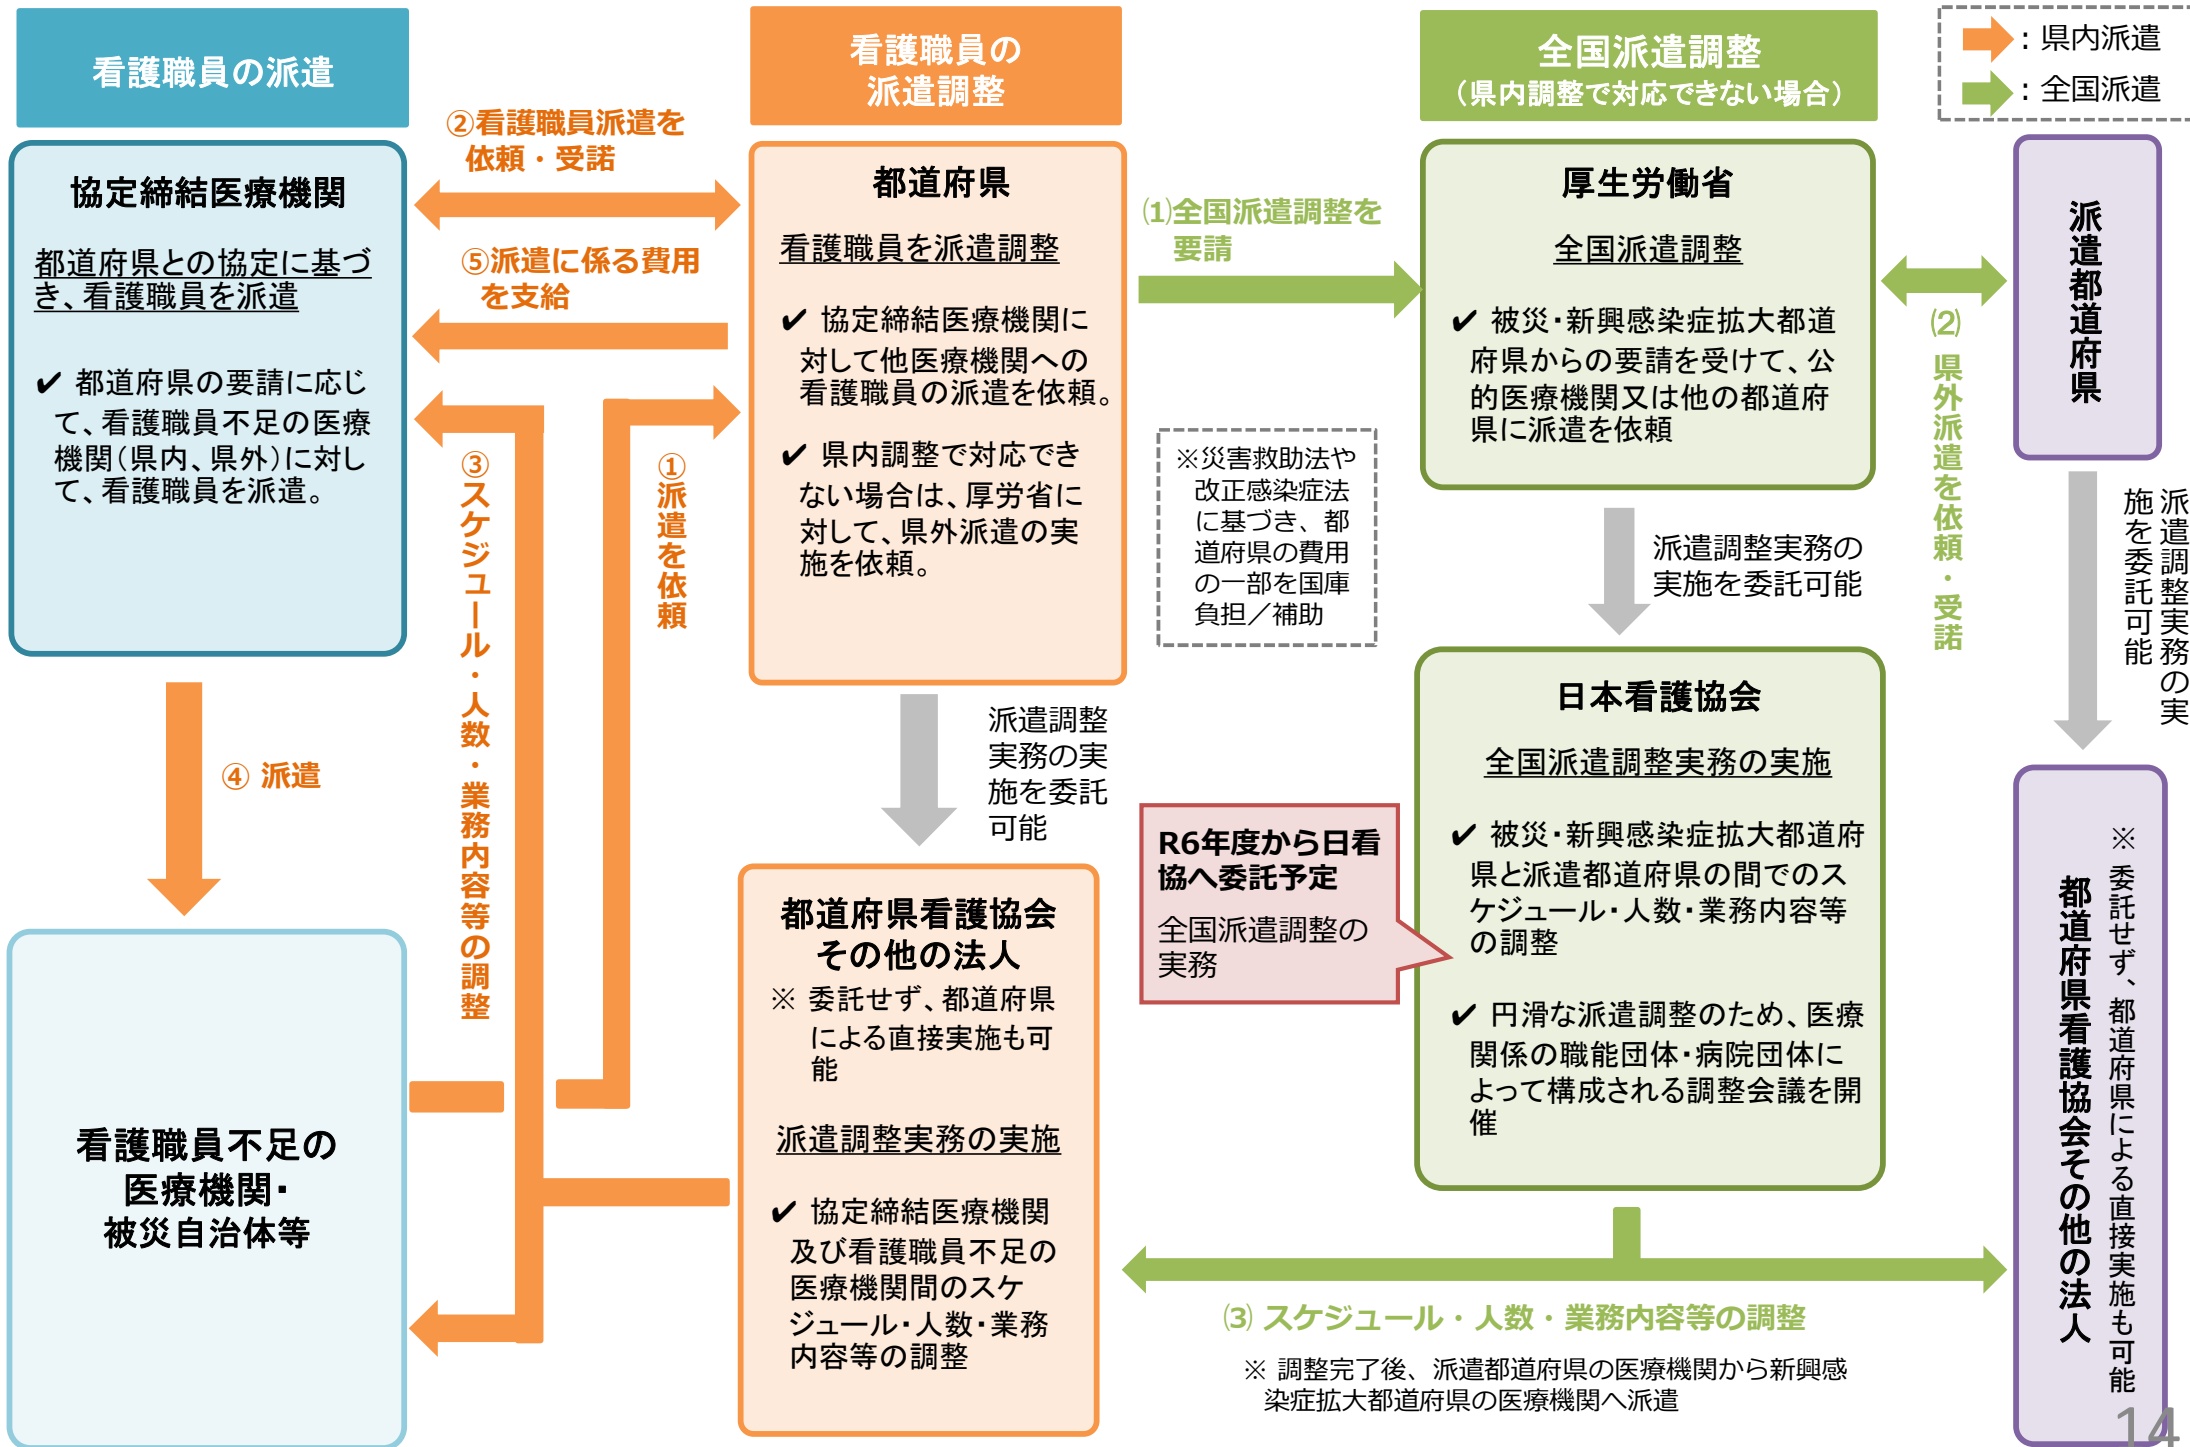 看護職員の派遣
協定締結医療機関
都道府県との協定に基づ
き、看護職員を派遣
✔ 都道府県の要請に応じ
て、看護職員不足の医療
機関(県内、県外)に対し
て、看護職員を派遣。
④ 派遣
看護職員不足の
医療機関・
被災自治体等
②看護職員派遣を
依頼・受諾
⑤派遣に係る費用
を支給
③スケジュール・人数・業務内容等の調整
①派遣を依頼
看護職員の
派遣調整
都道府県
看護職員を派遣調整
✔ 協定締結医療機関に
対して他医療機関への
看護職員の派遣を依頼。
✔ 県内調整で対応でき
ない場合は、厚労省に
対して、県外派遣の実
施を依頼。
派遣調整
実務の実
施を委託
可能
都道府県看護協会
その他の法人
※ 委託せず、都道府県
による直接実施も可
能
派遣調整実務の実施
✔ 協定締結医療機関
及び看護職員不足の
医療機関間のスケ
ジュール・人数・業務
内容等の調整
⑴全国派遣調整を
要請
※災害救助法や
改正感染症法
に基づき、都
道府県の費用
の一部を国庫
負担／補助
全国派遣調整
（県内調整で対応できない場合）
厚生労働省
全国派遣調整
✔ 被災・新興感染症拡大都道
府県からの要請を受けて、公
的医療機関又は他の都道府
県に派遣を依頼
派遣調整実務の
実施を委託可能
日本看護協会
全国派遣調整実務の実施
✔ 被災・新興感染症拡大都道府
県と派遣都道府県の間でのス
ケジュール・人数・業務内容等
の調整
✔ 円滑な派遣調整のため、医療
関係の職能団体・病院団体に
よって構成される調整会議を開
催
R6年度から日看
協へ委託予定
全国派遣調整の
実務
⑶ スケジュール・人数・業務内容等の調整
※ 調整完了後、派遣都道府県の医療機関から新興感
染症拡大都道府県の医療機関へ派遣
：県内派遣
：全国派遣
派遣都道府県
⑵ 県外派遣を依頼・受諾
派遣調整実務の実
施を委託可能
※ 委託せず、都道府県による直接実施も可能
都道府県看護協会その他の法人
14